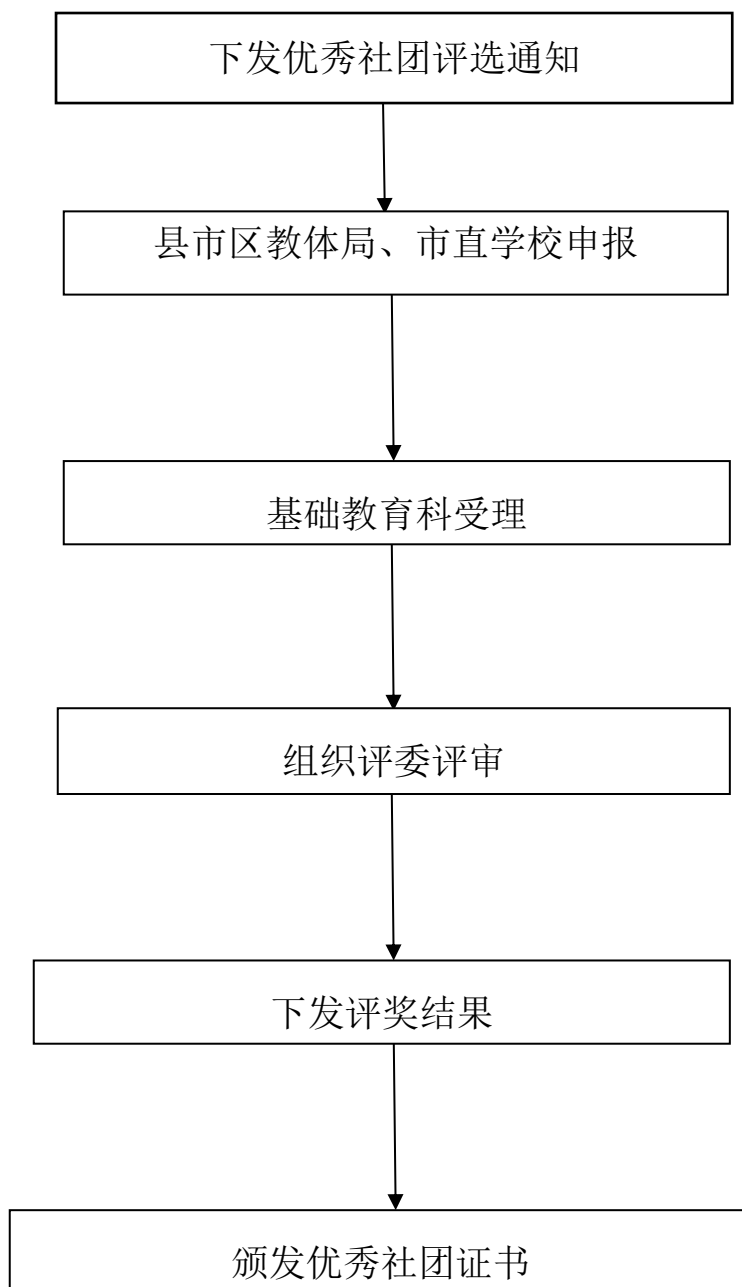 下发优秀社团评选通知
县市区教体局、市直学校申报
基础教育科受理
组织评委评审
下发评奖结果
颁发优秀社团证书